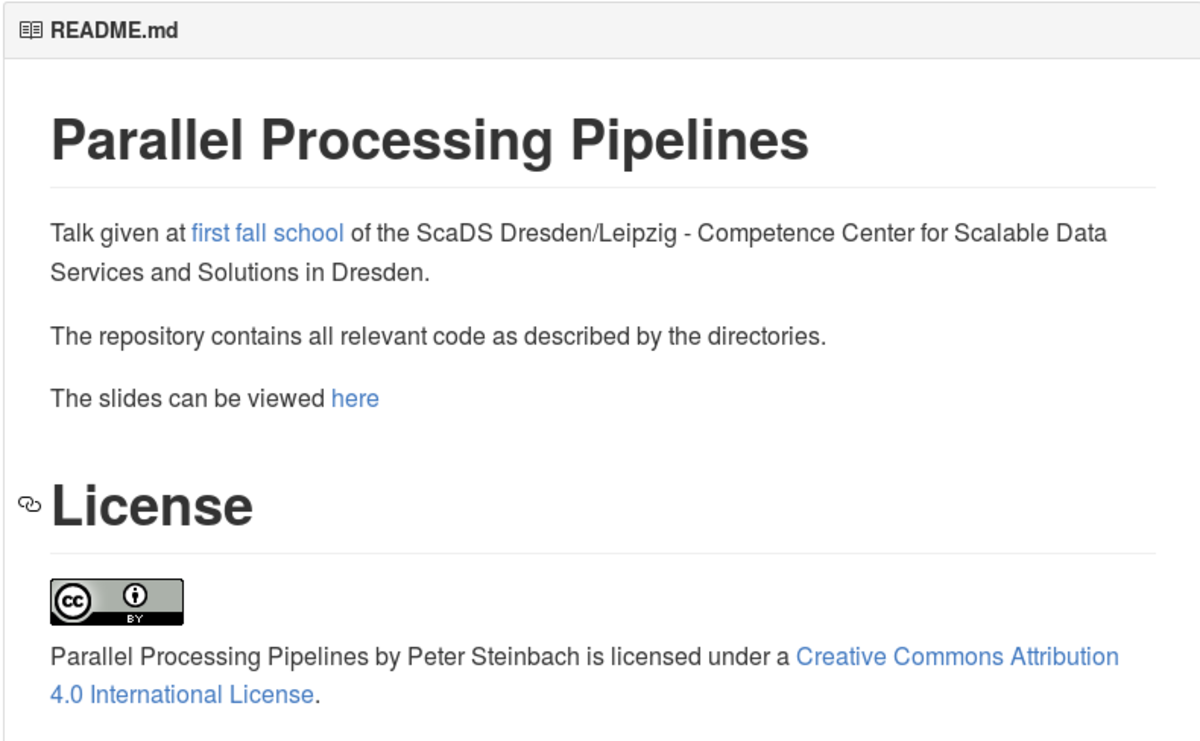 README.md
Parallel Processing Pipelines
Talk given at first fall school of the ScaDS Dresden/Leipzig - Competence Center for Scalable Data
Services and Solutions in Dresden.
The repository contains all relevant code as described by the directories.
The slides can be viewed here
License
cc
BY
Parallel Processing Pipelines by Peter Steinbach is licensed under a Creative Commons Attribution
4.0 International License.